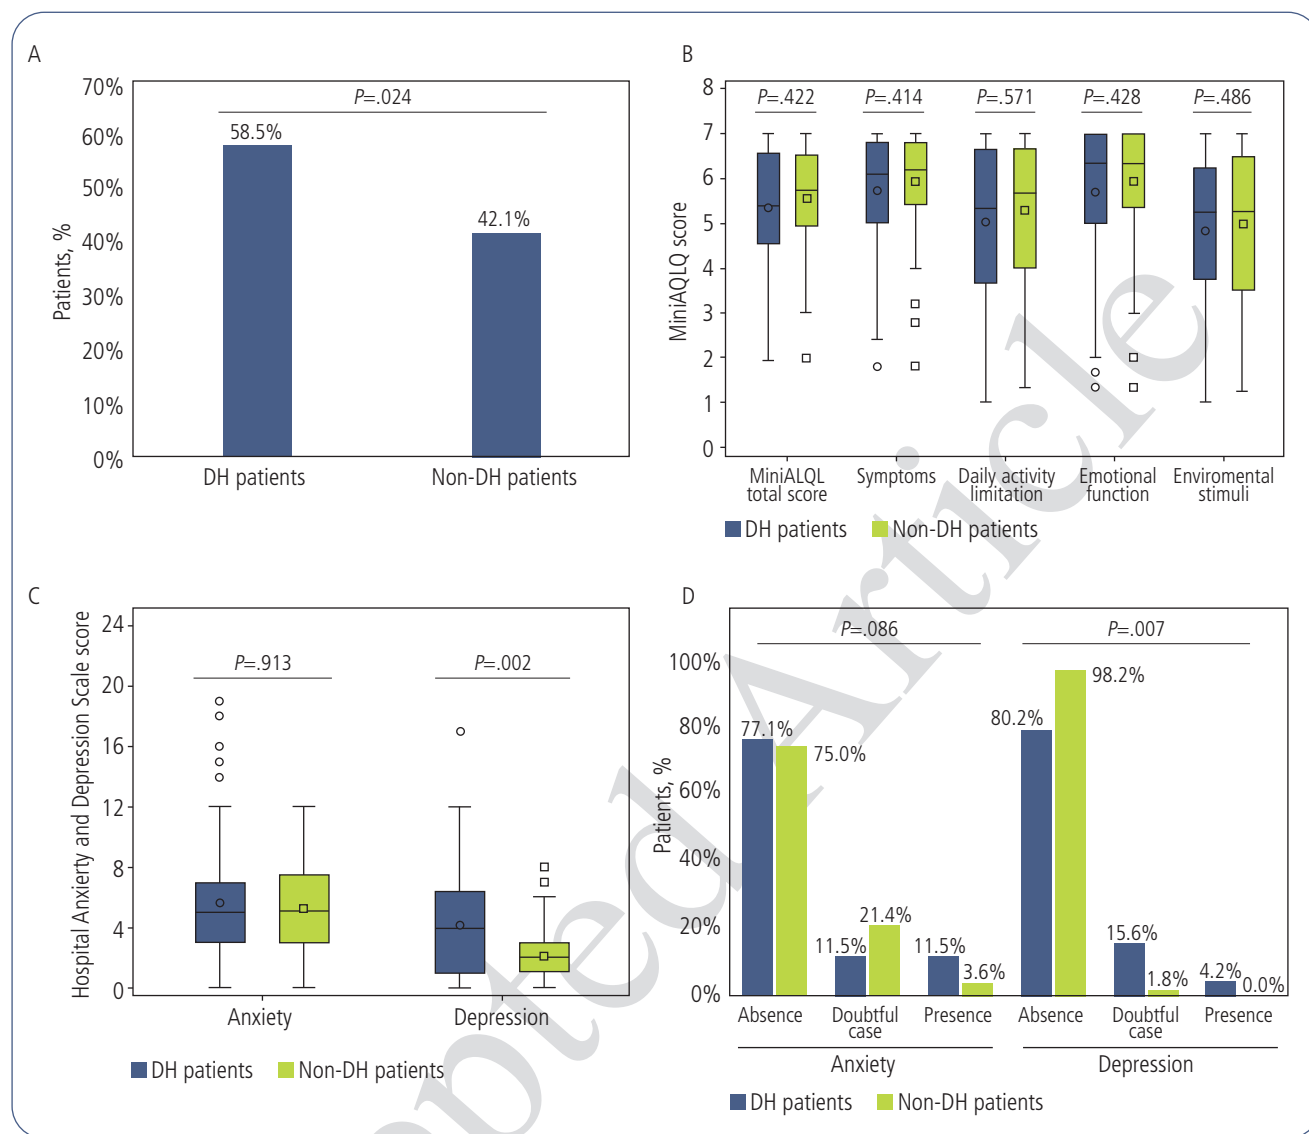 A
70%
60%
50%
40%
30%
20%
10%
0%
Patients, %
P=.024
58.5%
42.1%
DH patients
Non-DH patients
B
8
7
6
5
4
3
2
1
0
MiniAQLQ score
P=.422
P=.414
P=.571
P=.428
P=.486
MiniALQL
total score
Symptoms
Daily activity
limitation
Emotional
function
Enviromental
stimuli
DH patients
Non-DH patients
C
24
20
16
12
8
4
0
Hospital Anxierty and Depression Scale score
P=.913
P=.002
Anxiety
Depression
DH patients
Non-DH patients
D
100%
80%
60%
40%
20%
0%
Patients, %
P=.086
P=.007
77.1%
75.0%
11.5%
21.4%
11.5%
3.6%
80.2%
98.2%
15.6%
1.8%
4.2%
0.0%
Absence
Doubtful
case
Presence
Absence
Doubtful
case
Presence
Anxiety
Depression
DH patients
Non-DH patients
epted Article